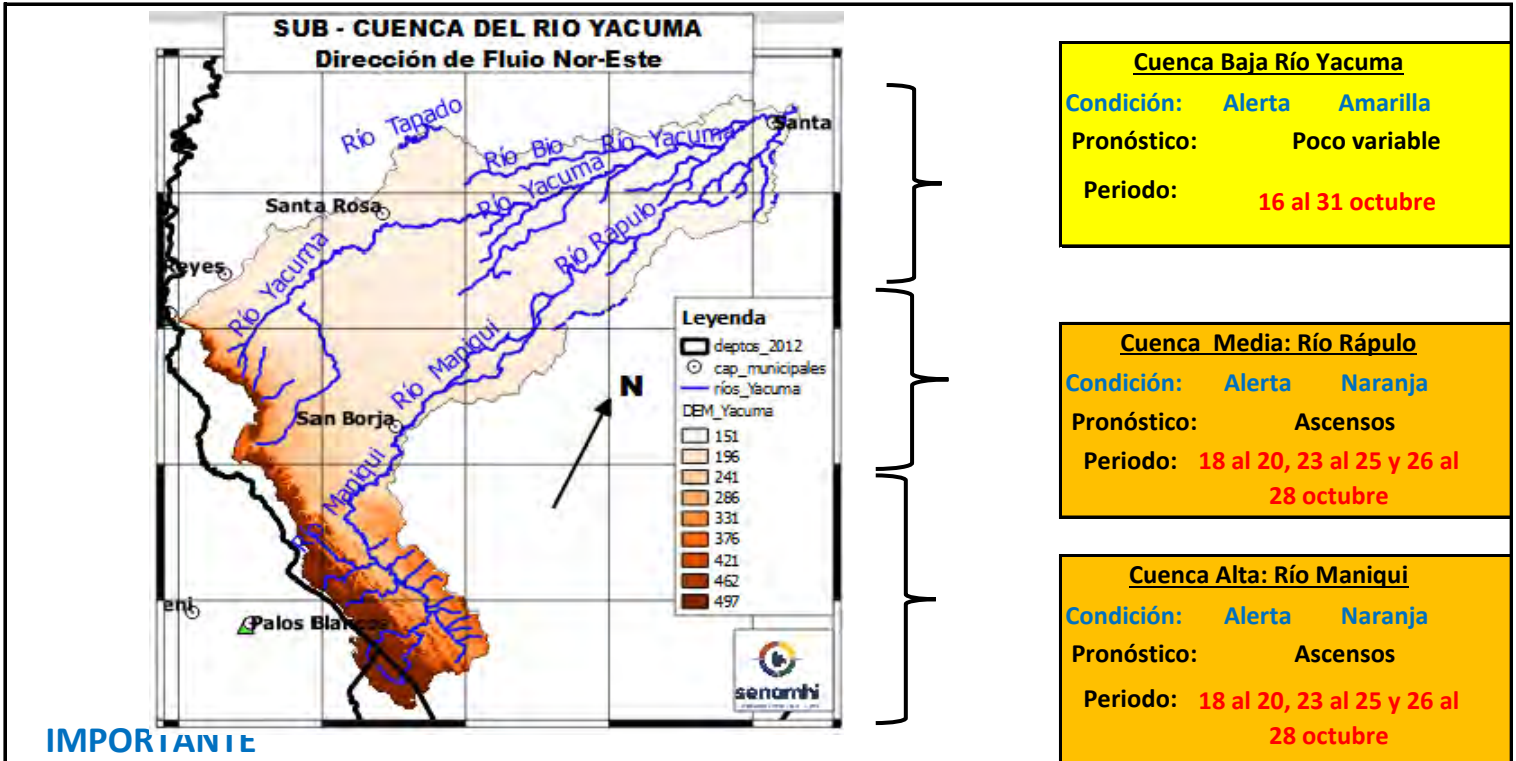 SUB - CUENCA DEL RIO YACUMA
Dirección de Flujo Nor-Este
Río Tapado
Río Bio
Río Yacuma
Santa
Río Yacuma
Santa Rosa
Río Rápulo
Reyes
Río Yacuma
Río Maniqui
San Borja
Río Maniqui
eni
Palos Blancos
N
Leyenda
deptos_2012
cap_municipales
ríos_Yacuma
DEM_Yacuma
151
196
241
286
331
376
421
462
497
senamhi
Cuenca Baja Río Yacuma
Condición: Alerta Amarilla
Pronóstico: Poco variable
Periodo: 16 al 31 octubre
Cuenca Media: Río Rápulo
Condición: Alerta Naranja
Pronóstico: Ascensos
Periodo: 18 al 20, 23 al 25 y 26 al
28 octubre
Cuenca Alta: Río Maniqui
Condición: Alerta Naranja
Pronóstico: Ascensos
Periodo: 18 al 20, 23 al 25 y 26 al
28 octubre
IMPORTANTE